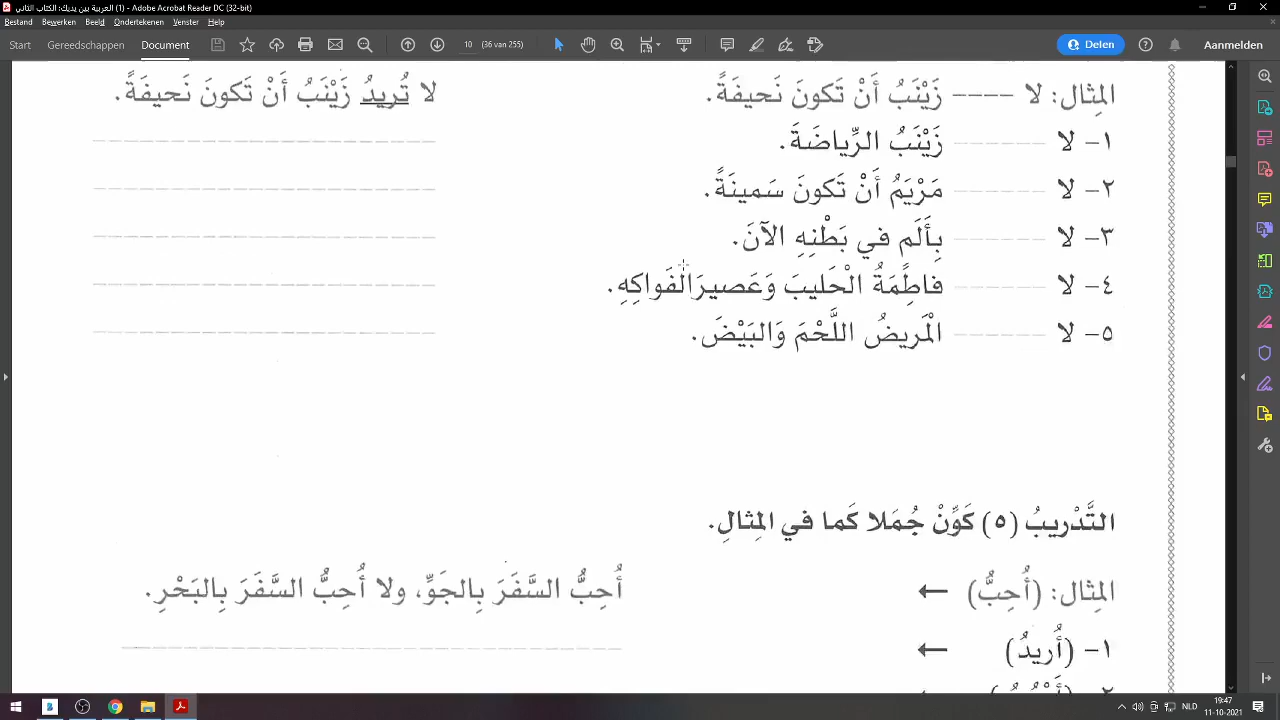 العربية بين يديك: الكتاب الثاني (1) - Adobe Acrobat Reader DC (32-bit)
Bestand Bewerken Beeld Ondertekenen Venster Help
Start Gereedschappen Document 10 (36 van 255) Delen Aanmelden
المِثال: لا ---- زَيْنَبُ أَنْ تَكونَ نَحيفَةً. لا تُريدُ زَيْنَبُ أَنْ تَكونَ نَحيفَةً.
١- لا زَيْنَبُ الرِّياضَةَ.
٢- لا مَرْيَمُ أَنْ تَكونَ سَمينَةً.
٣- لا بِأَلَم في بَطْنِهِ الآنَ.
٤- لا فاطِمَةُ الْحَليبَ وَعَصيرَالْفَواكِهِ.
٥- لا الْمَريضُ اللَّحْمَ وَالبَيْضَ.
التَّدْريبُ (٥) كَوِّنْ جُمَلا كَما في المِثالِ.
المِثال: (أُحِبُّ) ← أُحِبُّ السَّفَرَ بِالجَوِّ، ولا أُحِبُّ السَّفَرَ بِالبَحْرِ.
١- (أُريدُ) ←
19:47
NLD
11-10-2021